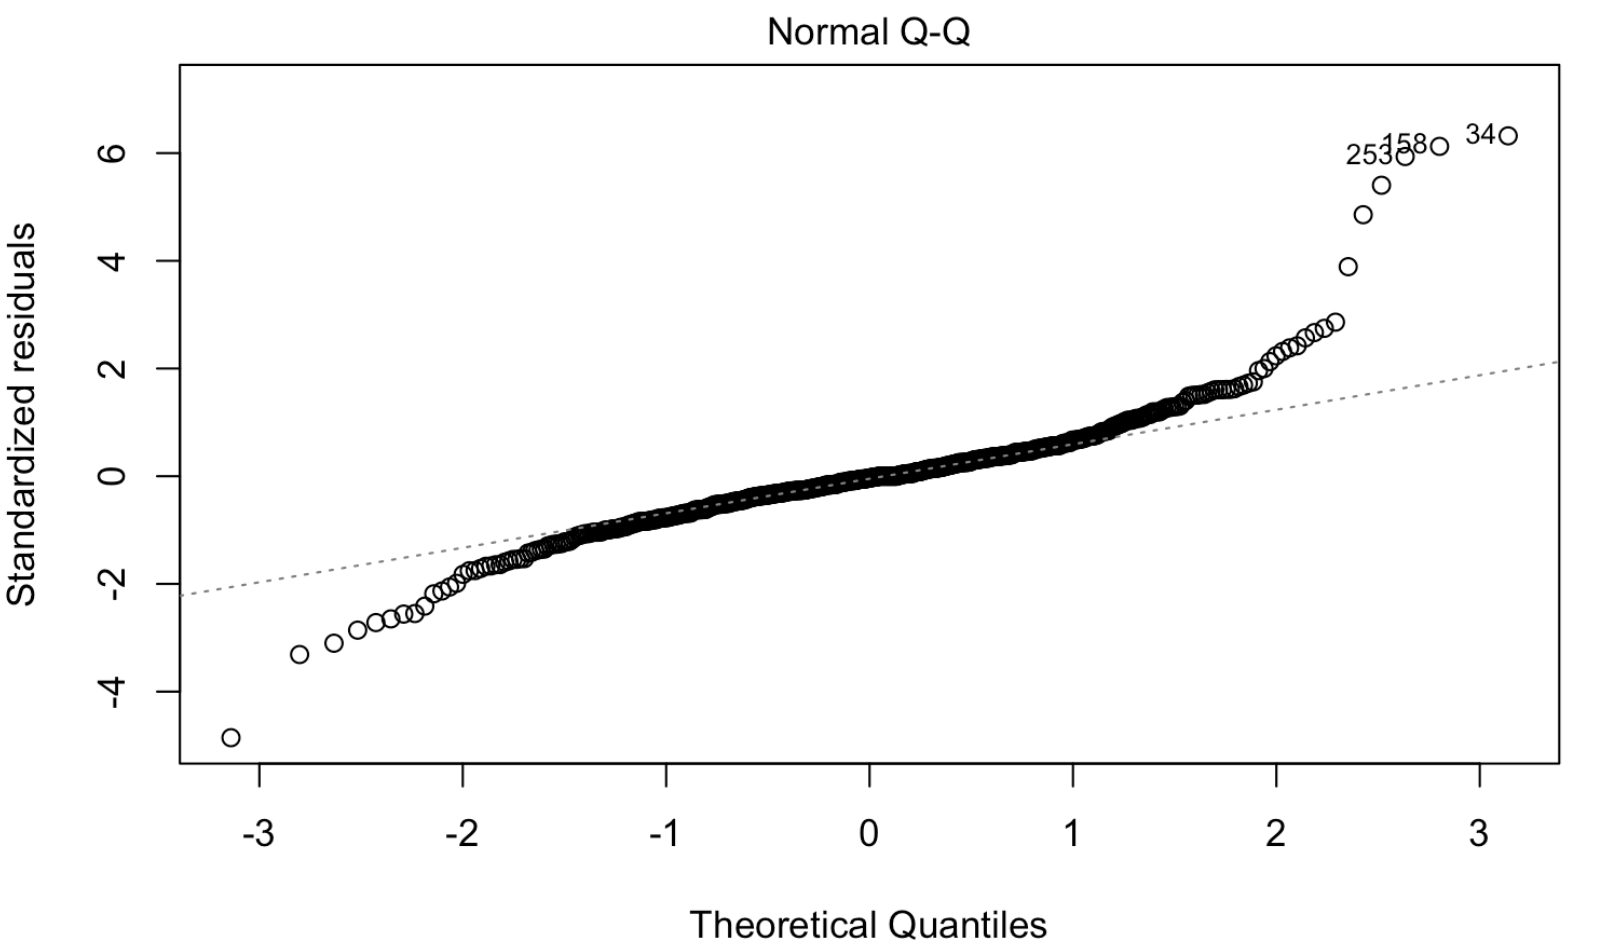 Normal Q-Q
Standardized residuals
6
4
2
0
-2
-4
253
158
34
-3 -2 -1 0 1 2 3
Theoretical Quantiles